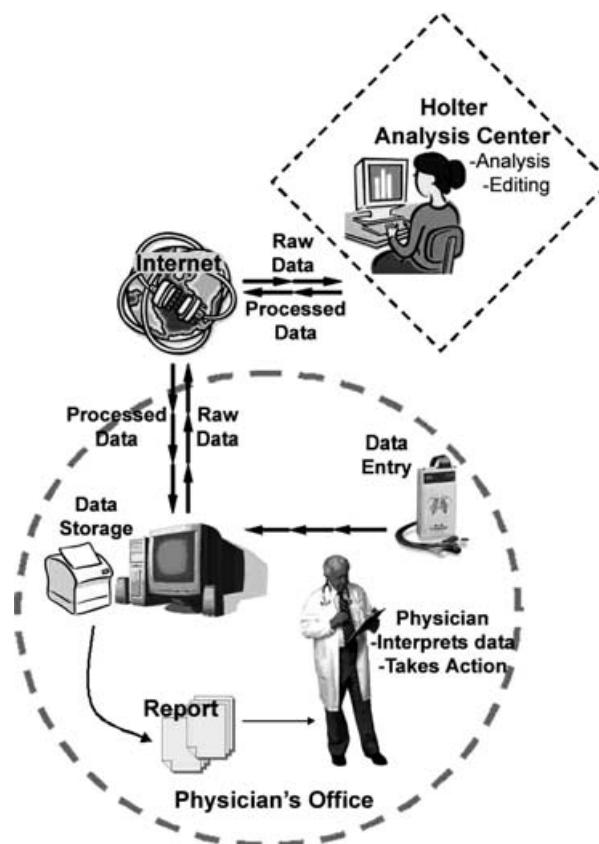 Holter
Analysis Center
-Analysis
-Editing
Internet
Raw
Data
Processed
Data
Processed
Data
Raw
Data
Data
Entry
Data
Storage
Physician
-Interprets data
-Takes Action
Report
Physician's Office